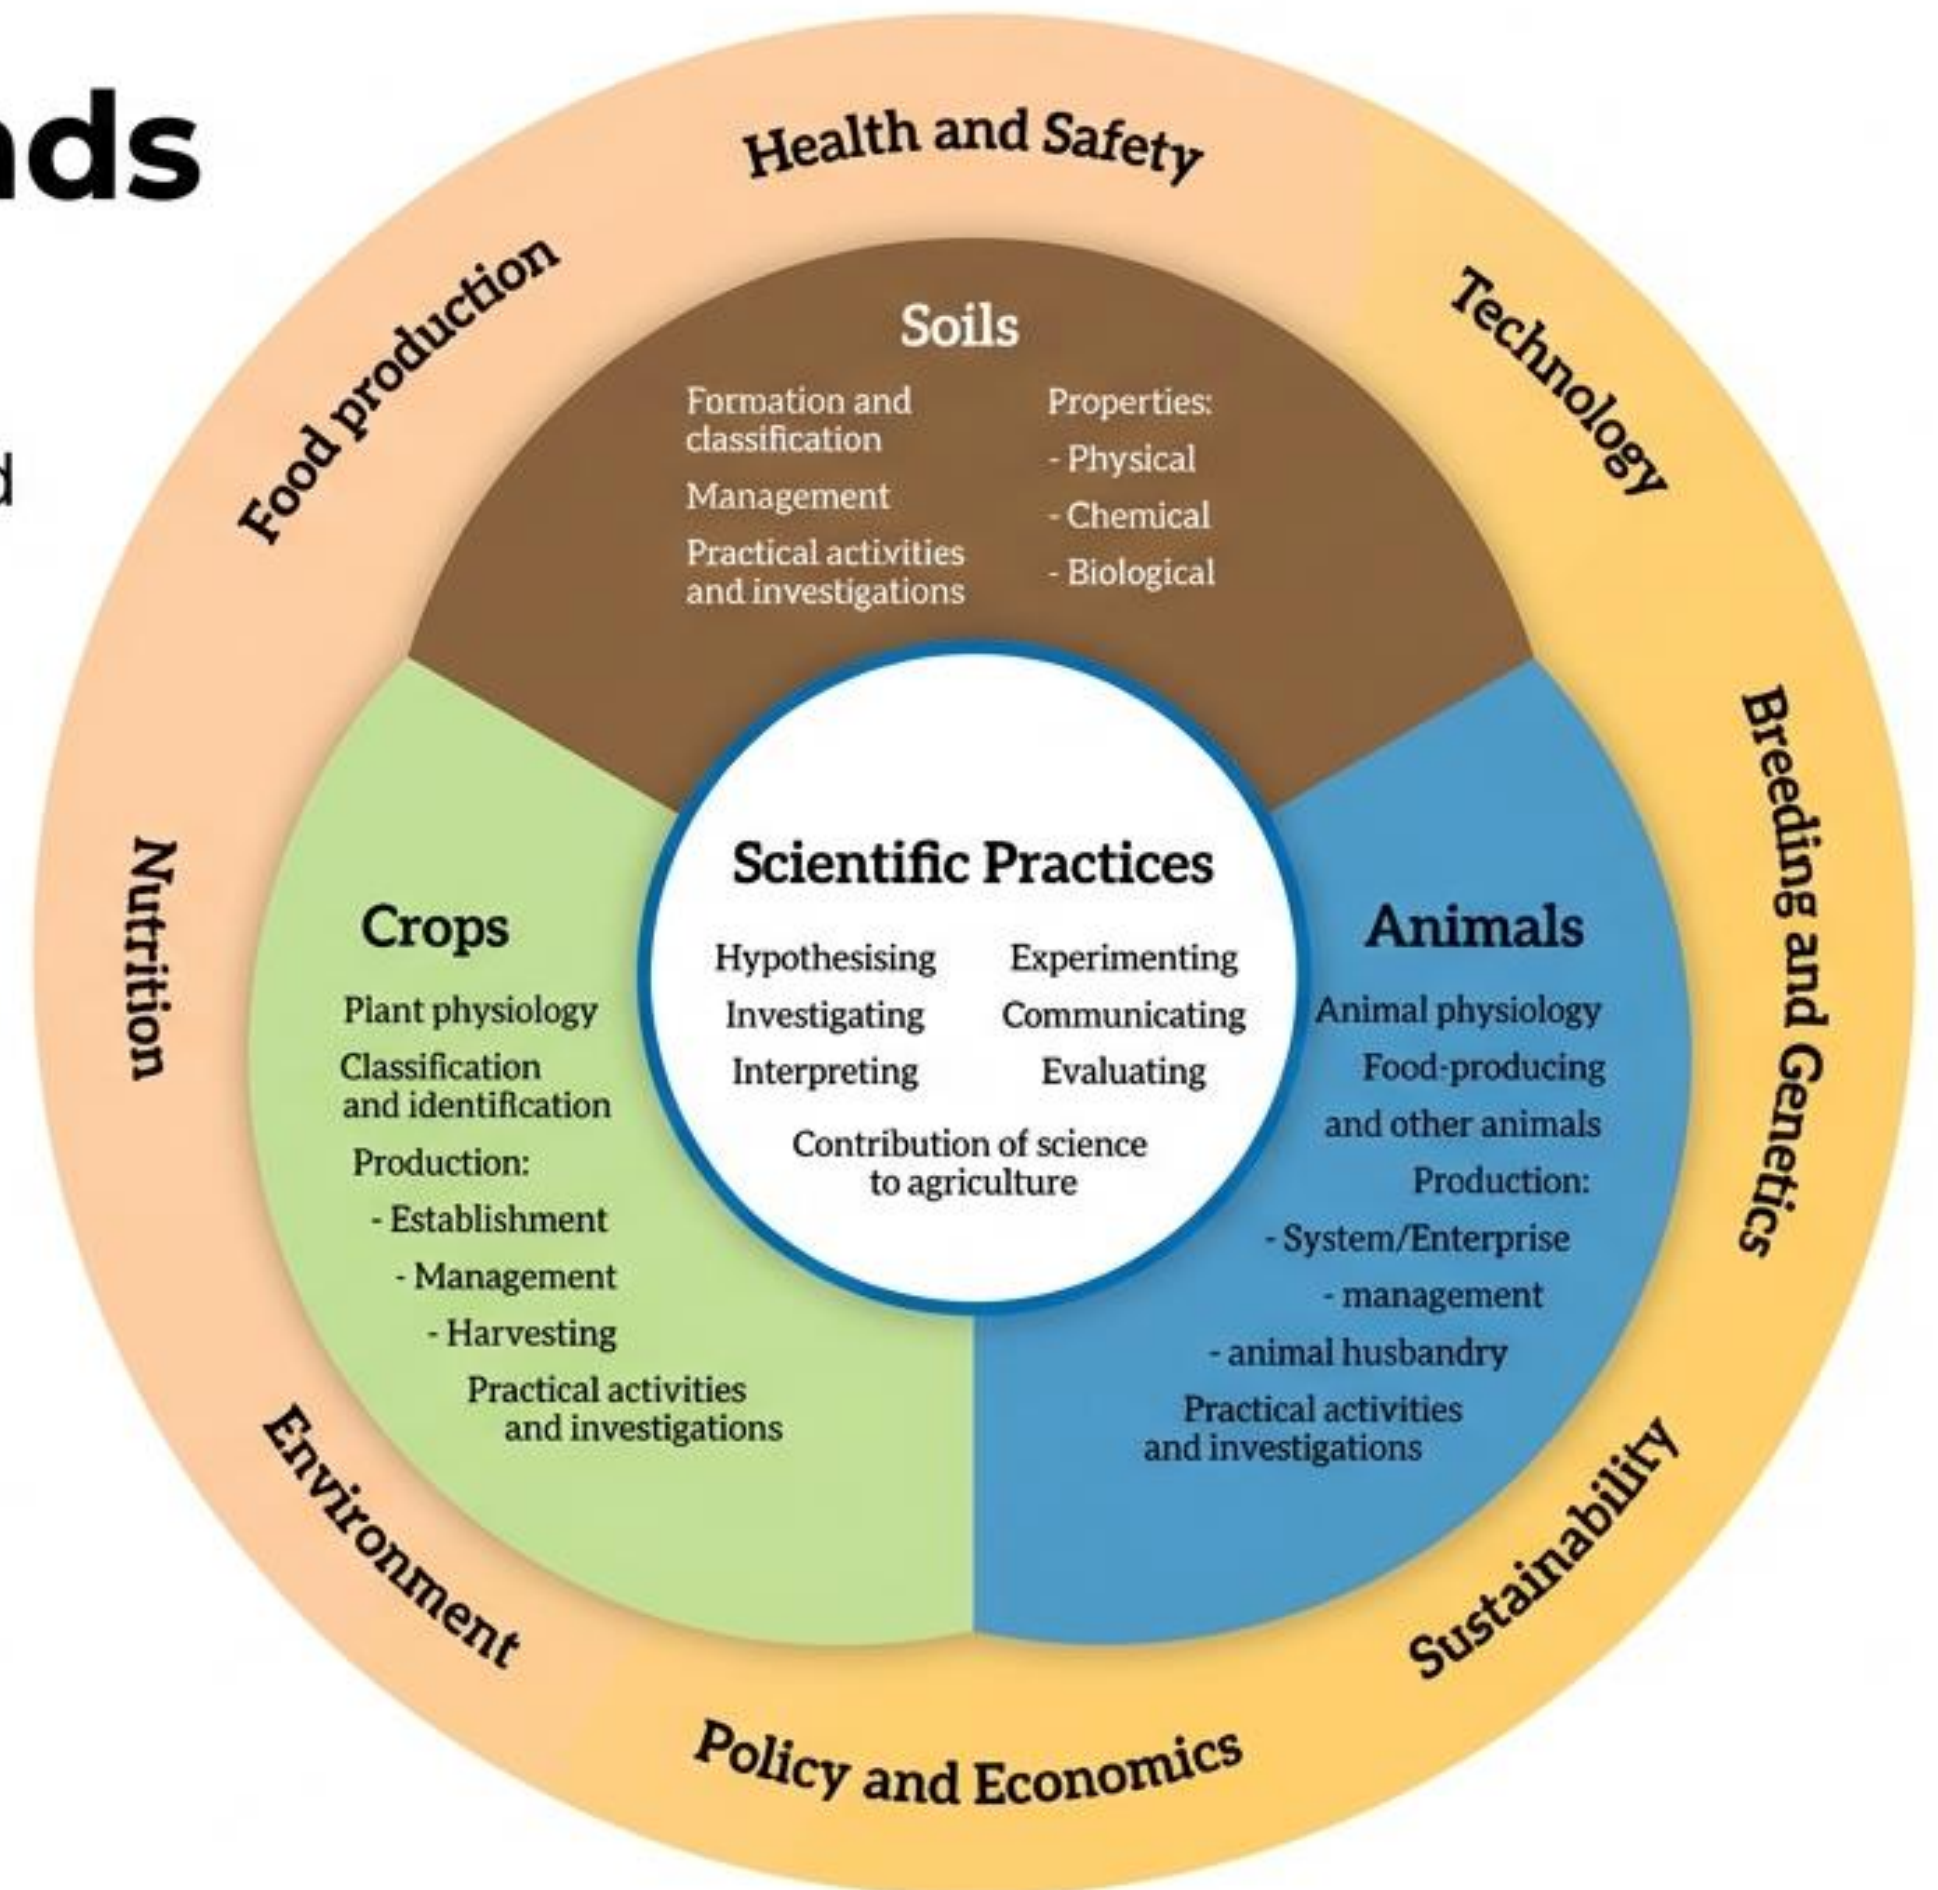 nds
d
Health and Safety
Food production
Technology
Nutrition
Breeding and Genetics
Environment
Sustainability
Policy and Economics
Soils
Formation and
classification
Management
Practical activities
and investigations
Properties:
- Physical
- Chemical
- Biological
Scientific Practices
Hypothesising
Experimenting
Investigating
Communicating
Interpreting
Evaluating
Contribution of science
to agriculture
Crops
Plant physiology
Classification
and identification
Production:
- Establishment
- Management
- Harvesting
Practical activities
and investigations
Animals
Animal physiology
Food-producing
and other animals
Production:
- System/Enterprise
- management
- animal husbandry
Practical activities
and investigations